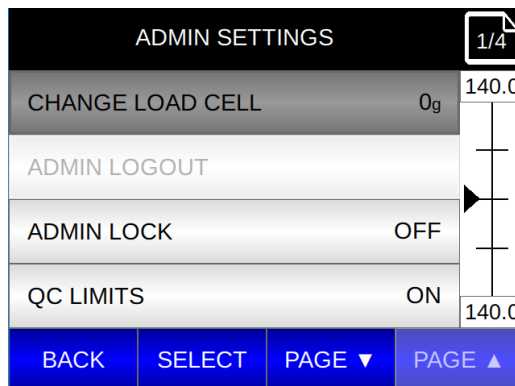 ADMIN SETTINGS
1/4
CHANGE LOAD CELL 0g
140.0
ADMIN LOGOUT
ADMIN LOCK OFF
QC LIMITS ON
140.0
BACK SELECT PAGE ▼ PAGE ▲